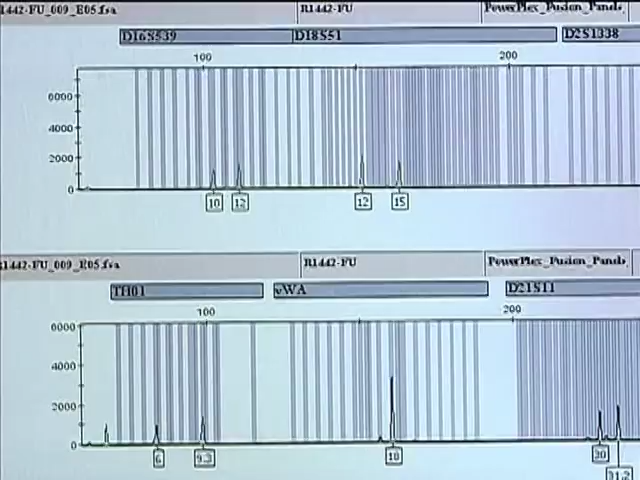 1442-FU_009_E05.fsa R1442-FU PowerPlex_Fusion_Panels
D16S539 D18S51 D2S1338
100 200
6000
4000
2000
0
10 12 12 15
1442-FU_009_E05.fsa R1442-FU PowerPlex_Fusion_Panels
TH01 vWA D21S11
100 200
6000
4000
2000
0
6 9.3 18 30
31.2